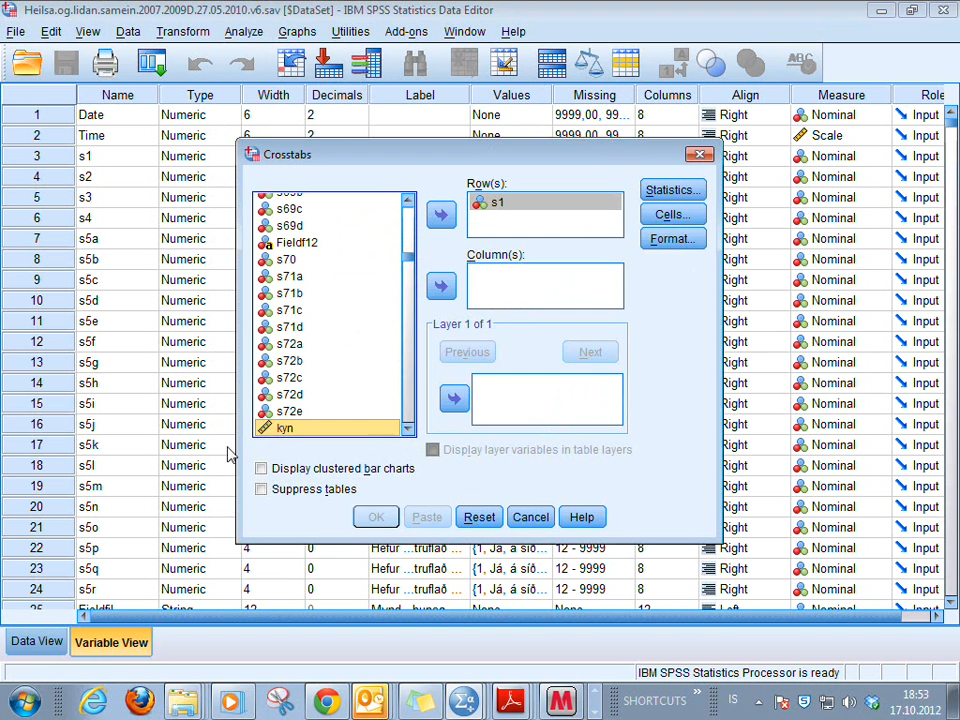 Heilsa.og.lidan.samein.2007.2009D.27.05.2010.v6.sav [$DataSet] - IBM SPSS Statistics Data Editor
File Edit View Data Transform Analyze Graphs Utilities Add-ons Window Help
Name Type Width Decimals Label Values Missing Columns Align Measure Role
1 Date Numeric 6 2 None 9999,00, 99... 8 Right Nominal Input
2 Time Numeric 6 2 Right Scale Input
3 s1 Numeric Right Nominal Input
4 s2 Numeric Right Nominal Input
5 s3 Numeric Right Nominal Input
6 s4 Numeric Right Nominal Input
7 s5a Numeric Right Nominal Input
8 s5b Numeric Right Nominal Input
9 s5c Numeric Right Nominal Input
10 s5d Numeric Right Nominal Input
11 s5e Numeric Right Nominal Input
12 s5f Numeric Right Nominal Input
13 s5g Numeric Right Nominal Input
14 s5h Numeric Right Nominal Input
15 s5i Numeric Right Nominal Input
16 s5j Numeric Right Nominal Input
17 s5k Numeric Right Nominal Input
18 s5l Numeric Right Nominal Input
19 s5m Numeric Right Nominal Input
20 s5n Numeric Right Nominal Input
21 s5o Numeric Right Nominal Input
22 s5p Numeric 4 0 Hefur ...truflað ... {1, Já, á síð... 12 - 9999 8 Right Nominal Input
23 s5q Numeric 4 0 Hefur ...truflað ... {1, Já, á síð... 12 - 9999 8 Right Nominal Input
24 s5r Numeric 4 0 Hefur ...truflað ... {1, Já, á síð... 12 - 9999 8 Right Nominal Input
Crosstabs
s69b
s69c
s69d
Fieldf12
s70
s71a
s71b
s71c
s71d
s72a
s72b
s72c
s72d
s72e
kyn
Row(s):
s1
Column(s):
Layer 1 of 1
Previous Next
Display layer variables in table layers
Statistics...
Cells...
Format...
Display clustered bar charts
Suppress tables
OK Paste Reset Cancel Help
Data View Variable View
IBM SPSS Statistics Processor is ready
SHORTCUTS » IS 18:53
17.10.2012